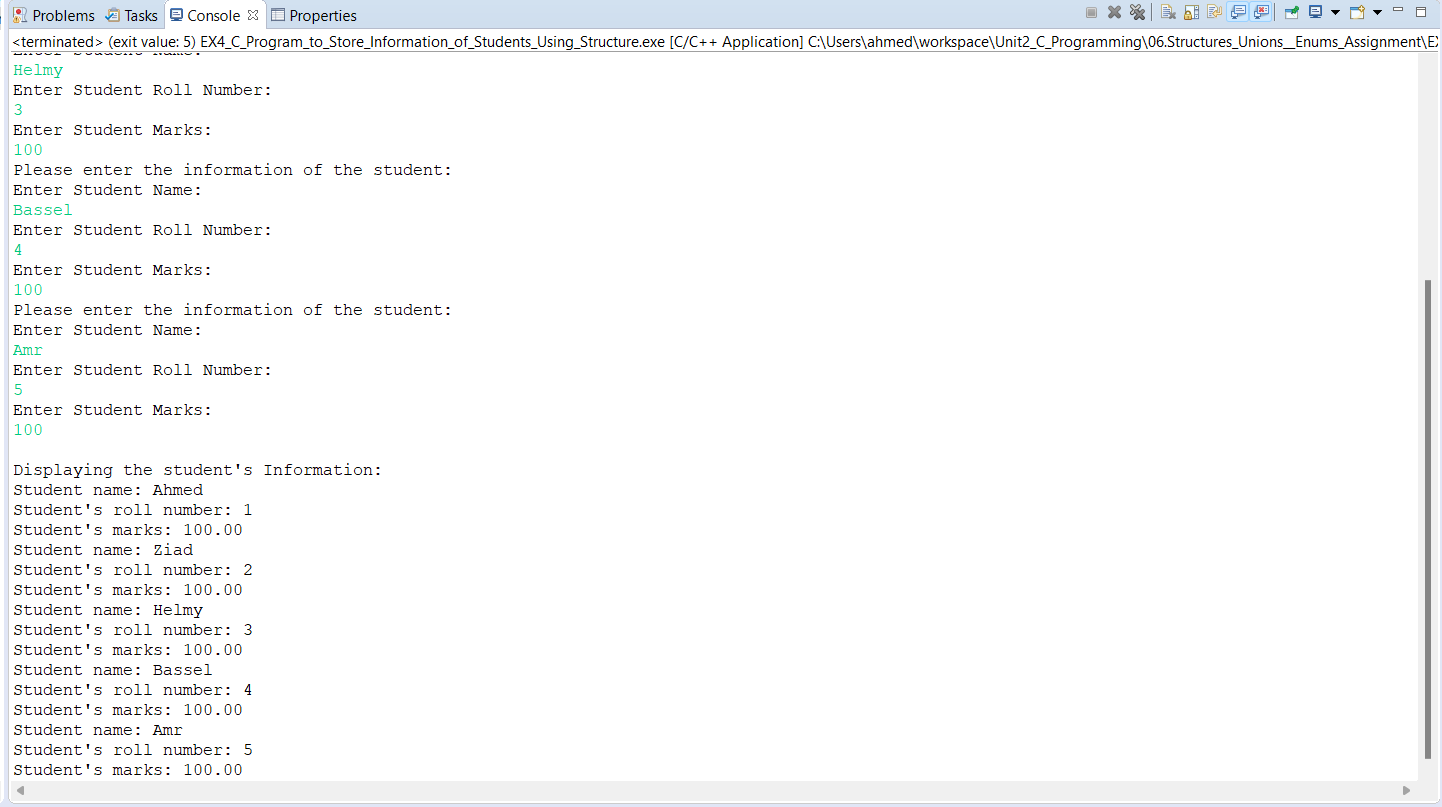 Problems Tasks Console Properties
<terminated> (exit value: 5) EX4_C_Program_to_Store_Information_of_Students_Using_Structure.exe [C/C++ Application] C:\Users\ahmed\workspace\Unit2_C_Programming\06.Structures_Unions__Enums_Assignment\EX
Helmy
Enter Student Roll Number:
3
Enter Student Marks:
100
Please enter the information of the student:
Enter Student Name:
Bassel
Enter Student Roll Number:
4
Enter Student Marks:
100
Please enter the information of the student:
Enter Student Name:
Amr
Enter Student Roll Number:
5
Enter Student Marks:
100
Displaying the student's Information:
Student name: Ahmed
Student's roll number: 1
Student's marks: 100.00
Student name: Ziad
Student's roll number: 2
Student's marks: 100.00
Student name: Helmy
Student's roll number: 3
Student's marks: 100.00
Student name: Bassel
Student's roll number: 4
Student's marks: 100.00
Student name: Amr
Student's roll number: 5
Student's marks: 100.00